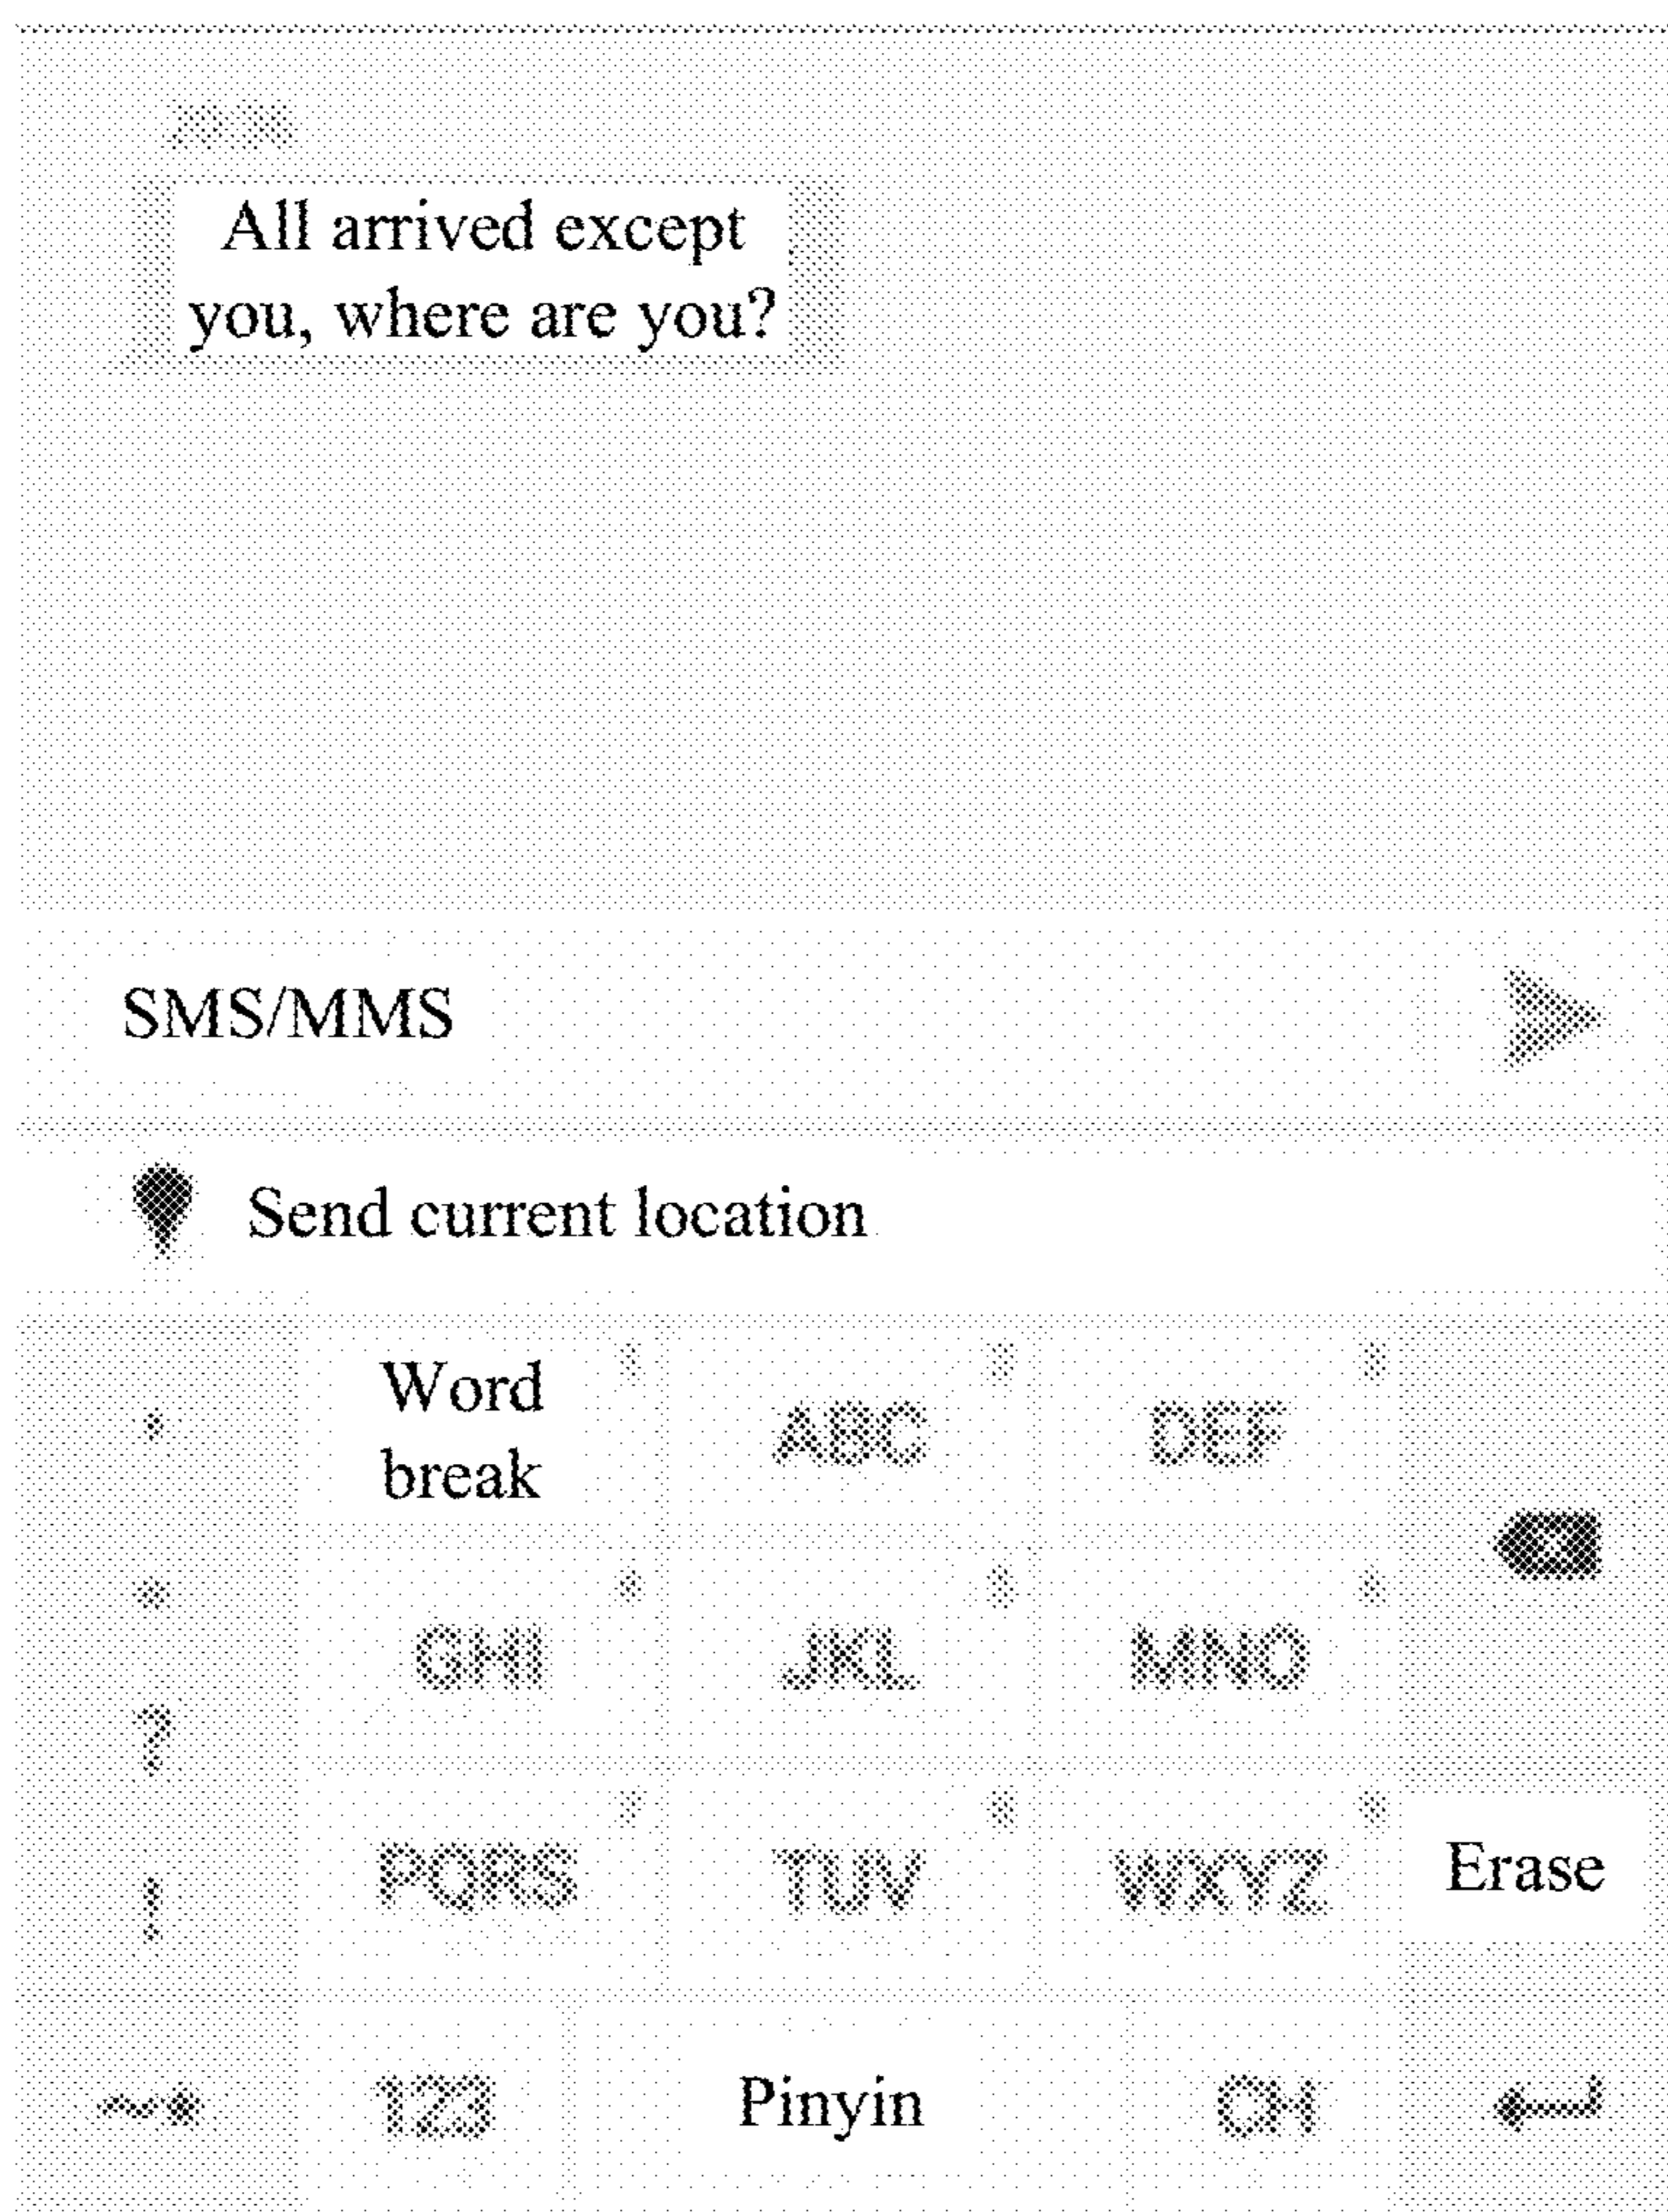 All arrived except
you, where are you?
SMS/MMS
Send current location
Word
break
ABC
DEF
GHI
JKL
MNO
?
PQRS
TUV
WXYZ
!
Erase
123
Pinyin
CH